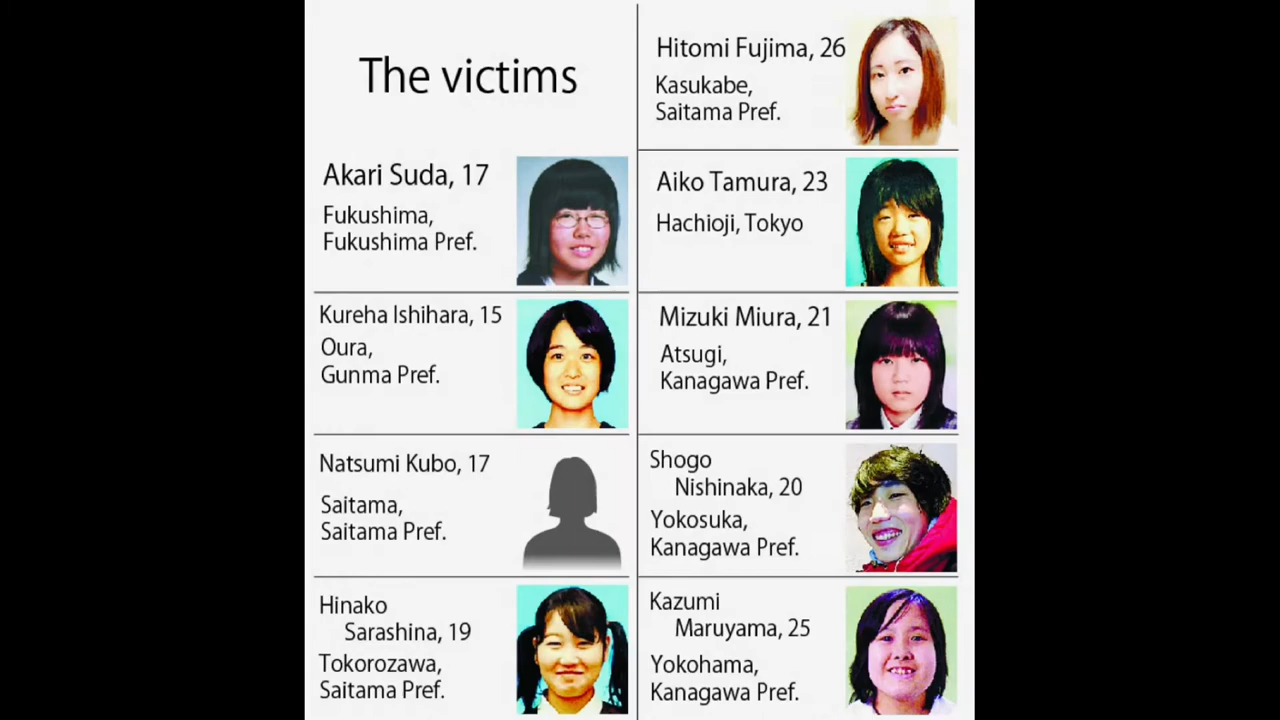 The victims
Akari Suda, 17
Fukushima,
Fukushima Pref.
Kureha Ishihara, 15
Oura,
Gunma Pref.
Natsumi Kubo, 17
Saitama,
Saitama Pref.
Hinako
Sarashina, 19
Tokorozawa,
Saitama Pref.
Hitomi Fujima, 26
Kasukabe,
Saitama Pref.
Aiko Tamura, 23
Hachioji, Tokyo
Mizuki Miura, 21
Atsugi,
Kanagawa Pref.
Shogo
Nishinaka, 20
Yokosuka,
Kanagawa Pref.
Kazumi
Maruyama, 25
Yokohama,
Kanagawa Pref.